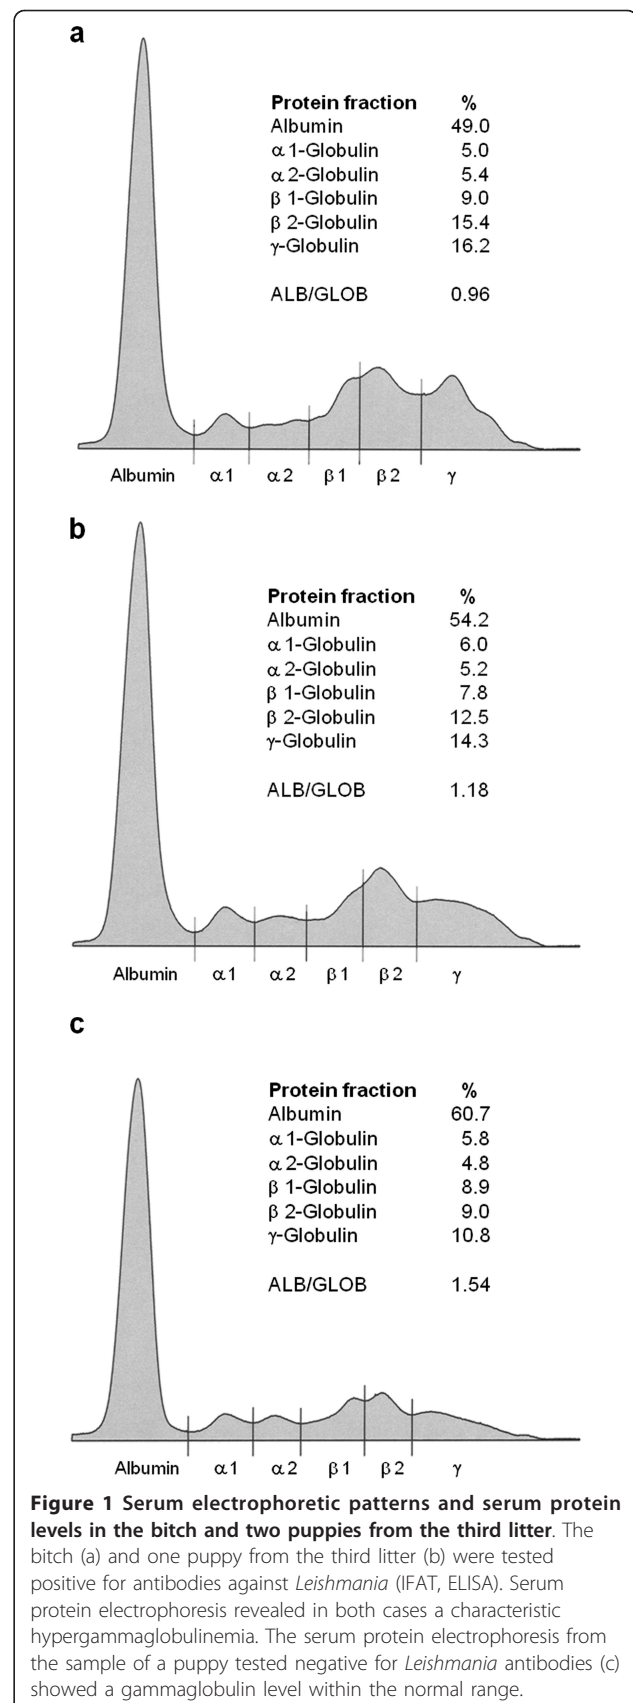 a
Protein fraction %
Albumin 49.0
α1-Globulin 5.0
α2-Globulin 5.4
β 1-Globulin 9.0
β 2-Globulin 15.4
γ-Globulin 16.2
ALB/GLOB 0.96
Albumin α1 α2 β1 β2 γ
b
Protein fraction %
Albumin 54.2
α1-Globulin 6.0
α2-Globulin 5.2
β 1-Globulin 7.8
β 2-Globulin 12.5
γ-Globulin 14.3
ALB/GLOB 1.18
Albumin α1 α2 β1 β2 γ
c
Protein fraction %
Albumin 60.7
α1-Globulin 5.8
α2-Globulin 4.8
β 1-Globulin 8.9
β 2-Globulin 9.0
γ-Globulin 10.8
ALB/GLOB 1.54
Albumin α1 α2 β1 β2 γ
Figure 1 Serum electrophoretic patterns and serum protein
levels in the bitch and two puppies from the third litter. The
bitch (a) and one puppy from the third litter (b) were tested
positive for antibodies against Leishmania (IFAT, ELISA). Serum
protein electrophoresis revealed in both cases a characteristic
hypergammaglobulinemia. The serum protein electrophoresis from
the sample of a puppy tested negative for Leishmania antibodies (c)
showed a gammaglobulin level within the normal range.